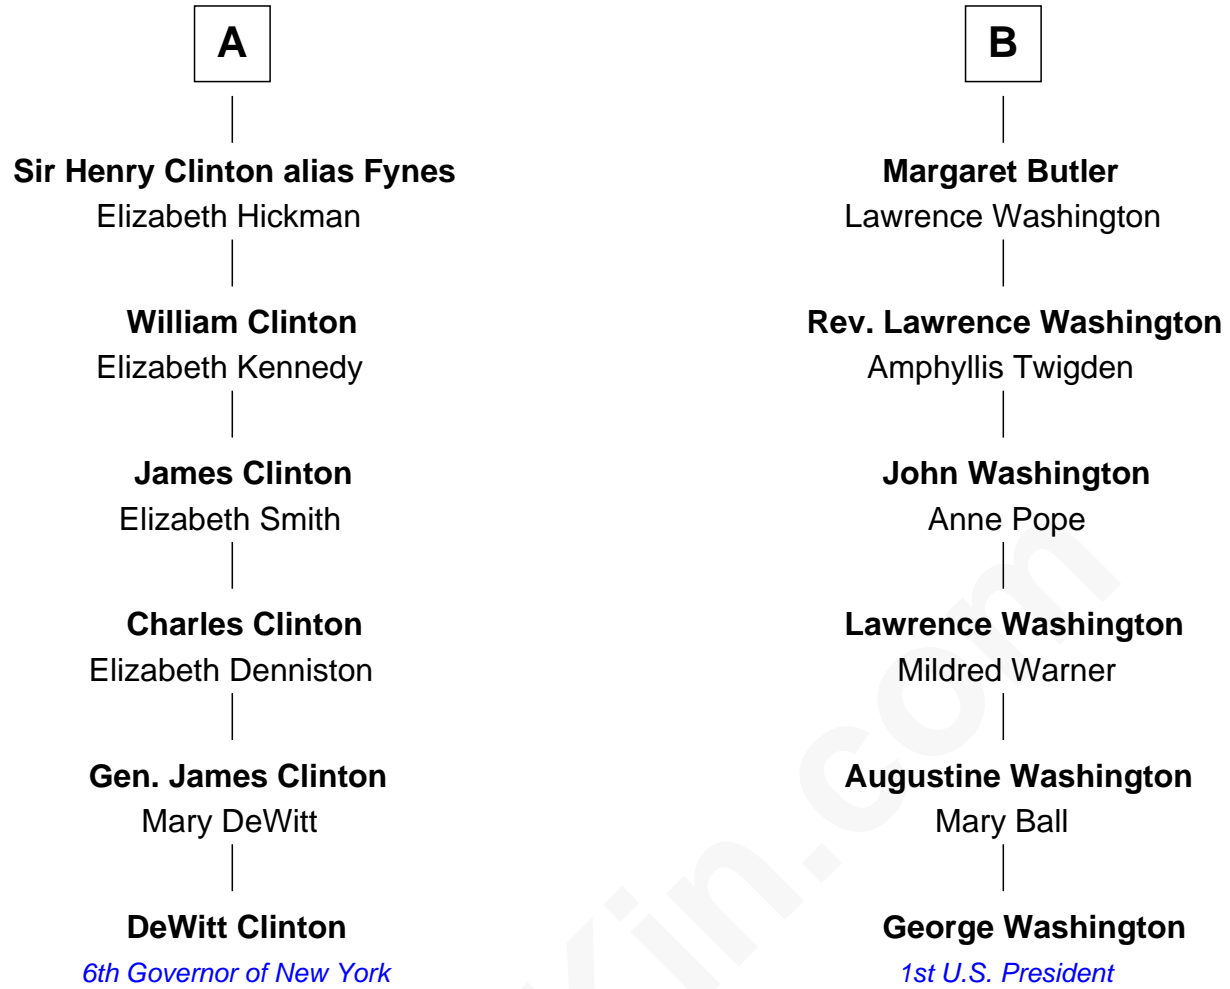 A
Sir Henry Clinton alias Fynes
Elizabeth Hickman
William Clinton
Elizabeth Kennedy
James Clinton
Elizabeth Smith
Charles Clinton
Elizabeth Denniston
Gen. James Clinton
Mary DeWitt
DeWitt Clinton
6th Governor of New York
B
Margaret Butler
Lawrence Washington
Rev. Lawrence Washington
Amphyllis Twigden
John Washington
Anne Pope
Lawrence Washington
Mildred Warner
Augustine Washington
Mary Ball
George Washington
1st U.S. President
Kin.com